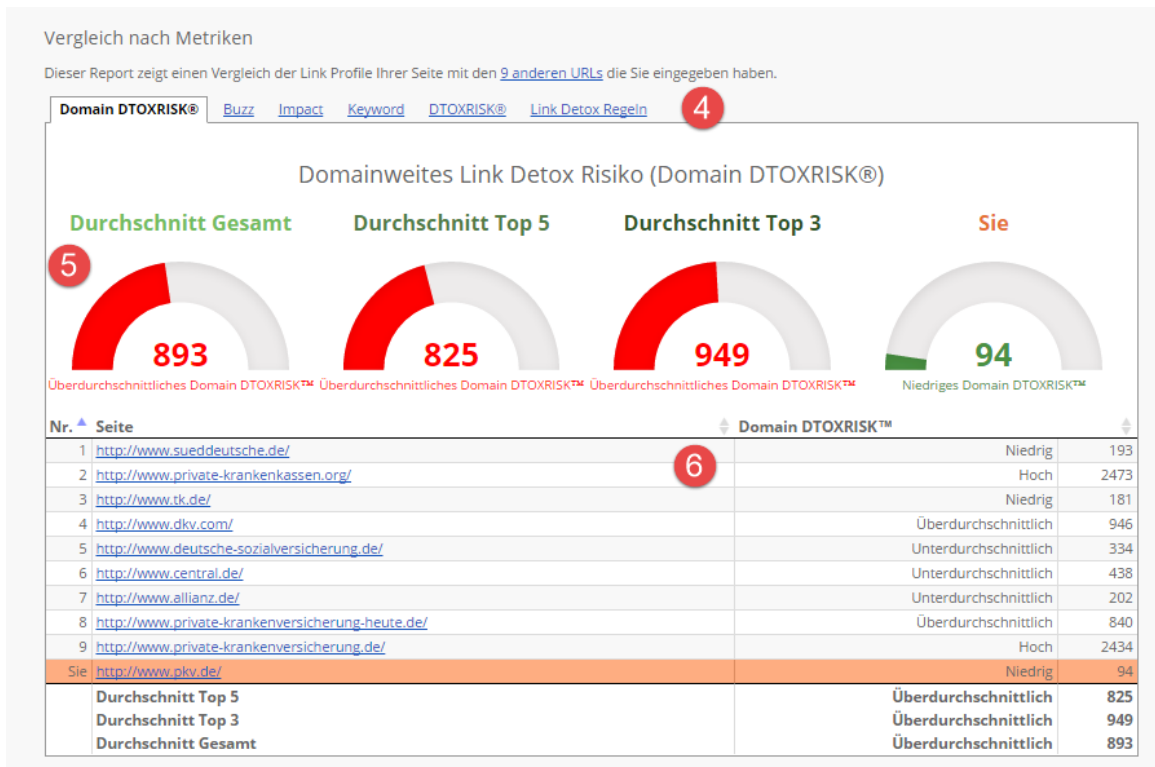 Vergleich nach Metriken
Dieser Report zeigt einen Vergleich der Link Profile Ihrer Seite mit den 9 anderen URLs die Sie eingegeben haben.
Domain DTOXRISK® Buzz Impact Keyword DTOXRISK® Link Detox Regeln 4
Domainweites Link Detox Risiko (Domain DTOXRISK®)
Durchschnitt Gesamt Durchschnitt Top 5 Durchschnitt Top 3 Sie
5
893 825 949 94
Überdurchschnittliches Domain DTOXRISK™ Überdurchschnittliches Domain DTOXRISK™ Überdurchschnittliches Domain DTOXRISK™ Niedriges Domain DTOXRISK™
Nr. Seite Domain DTOXRISK™
1 http://www.sueddeutsche.de/ Niedrig 193
6
2 http://www.private-krankenkassen.org/ Hoch 2473
3 http://www.tk.de/ Niedrig 181
4 http://www.dkv.com/ Überdurchschnittlich 946
5 http://www.deutsche-sozialversicherung.de/ Unterdurchschnittlich 334
6 http://www.central.de/ Unterdurchschnittlich 438
7 http://www.allianz.de/ Unterdurchschnittlich 202
8 http://www.private-krankenversicherung-heute.de/ Überdurchschnittlich 840
9 http://www.private-krankenversicherung.de/ Hoch 2434
Sie http://www.pkv.de/ Niedrig 94
Durchschnitt Top 5 Überdurchschnittlich 825
Durchschnitt Top 3 Überdurchschnittlich 949
Durchschnitt Gesamt Überdurchschnittlich 893